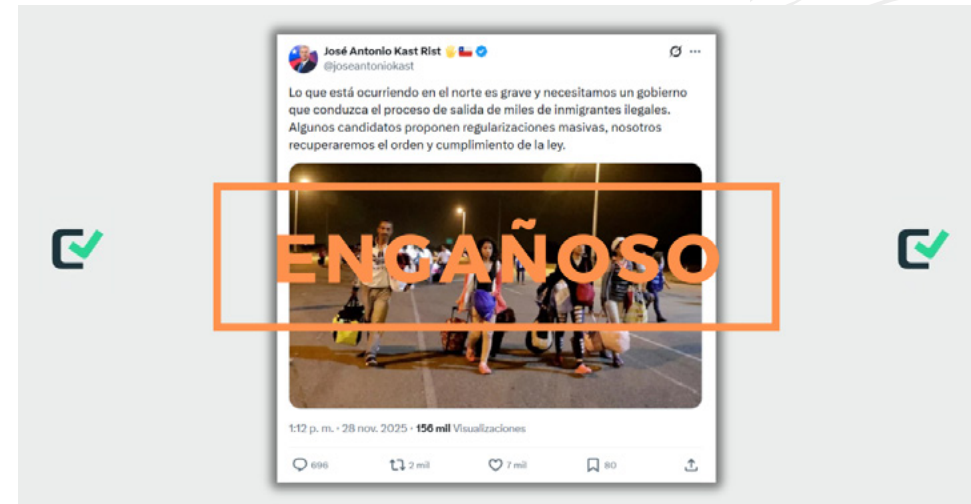 José Antonio Kast Rist
@joseantoniokast
Lo que está ocurriendo en el norte es grave y necesitamos un gobierno
que conduzca el proceso de salida de miles de inmigrantes ilegales.
Algunos candidatos proponen regularizaciones masivas, nosotros
recuperaremos el orden y cumplimiento de la ley.
ENGAÑOSO
1:12 p. m. · 28 nov. 2025 · 156 mil Visualizaciones
696 2 mil 7 mil 80